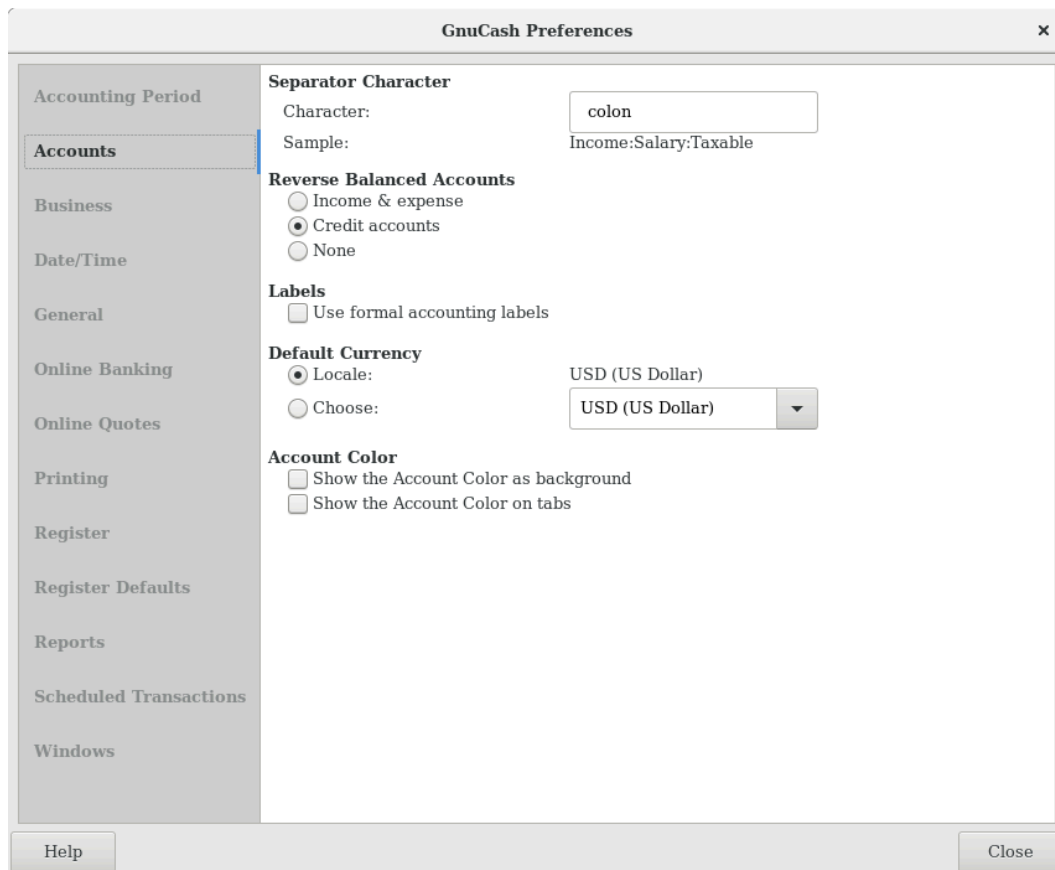 GnuCash Preferences
Accounting Period
Accounts
Business
Date/Time
General
Online Banking
Online Quotes
Printing
Register
Register Defaults
Reports
Scheduled Transactions
Windows
Separator Character
Character: colon
Sample: Income:Salary:Taxable
Reverse Balanced Accounts
Income & expense
Credit accounts
None
Labels
Use formal accounting labels
Default Currency
Locale: USD (US Dollar)
Choose: USD (US Dollar)
Account Color
Show the Account Color as background
Show the Account Color on tabs
Help Close